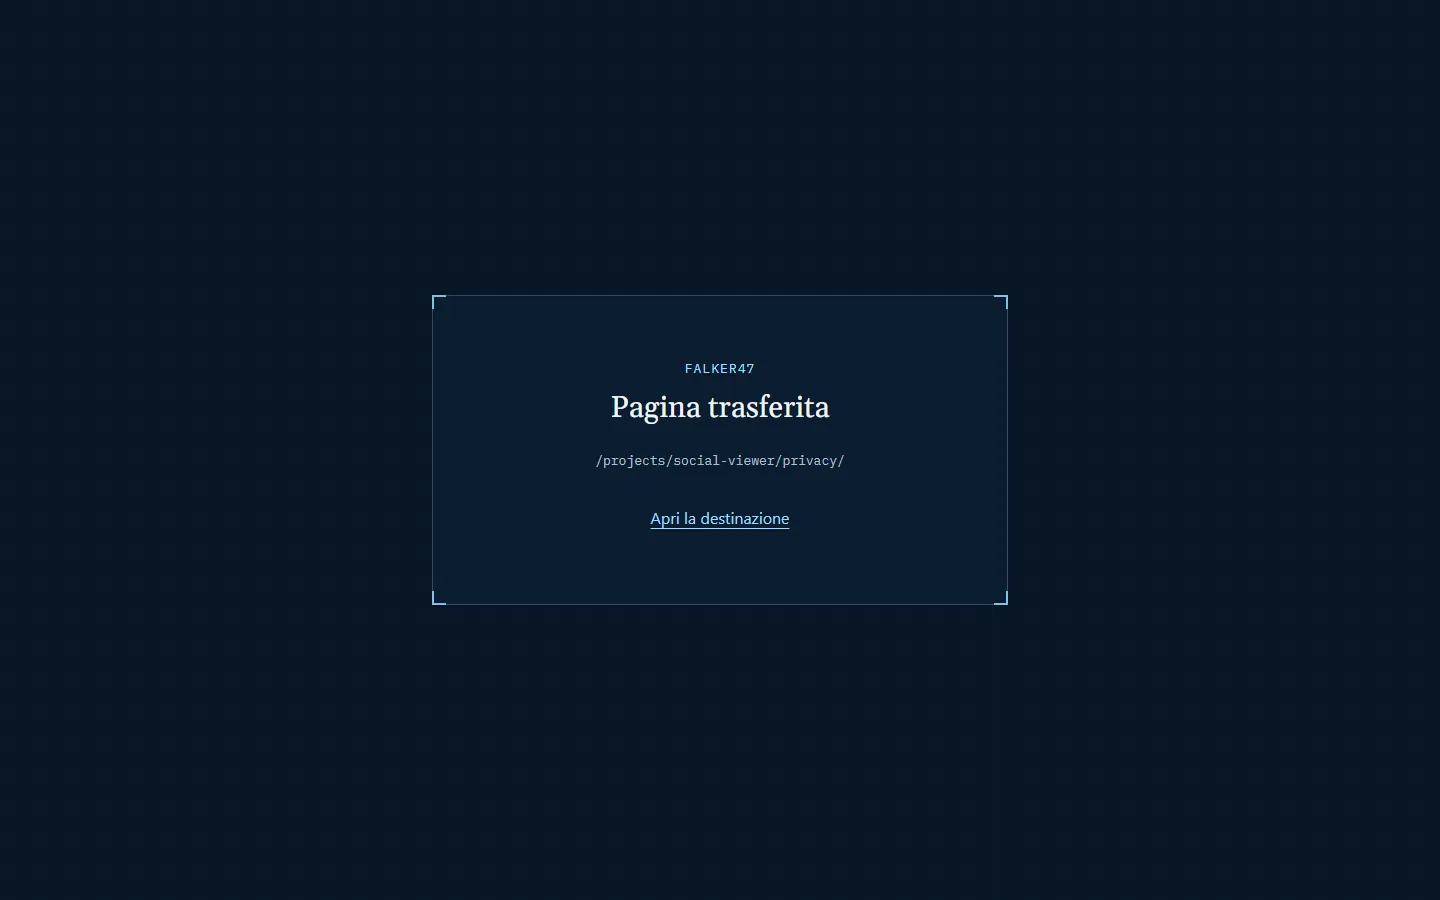 FALKER47
Pagina trasferita
/projects/social-viewer/privacy/
Apri la destinazione